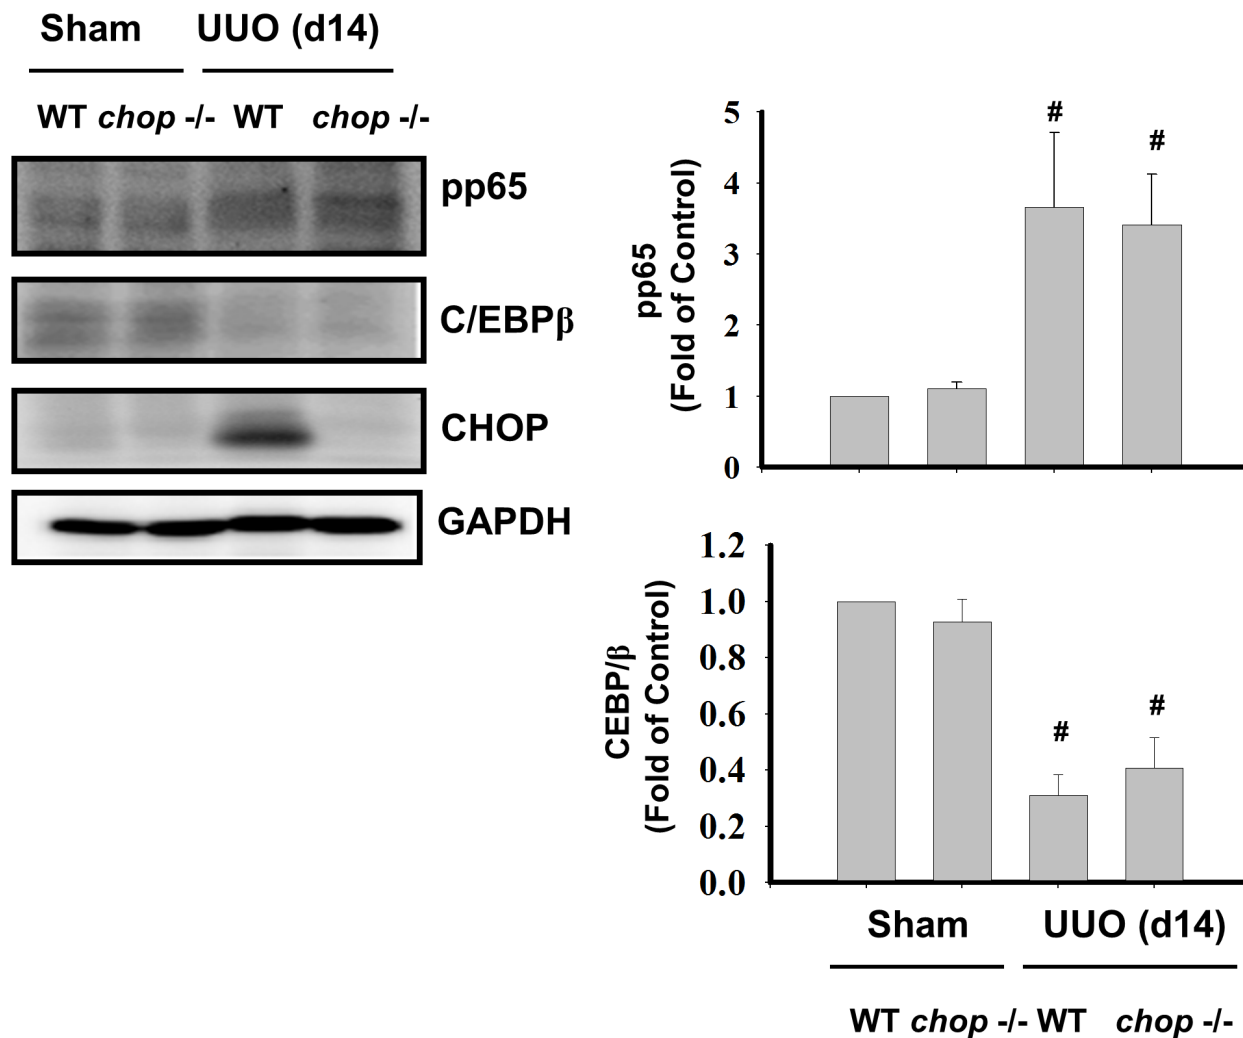 Sham UUO (d14)
WT chop -/- WT chop -/-
pp65
C/EBPβ
CHOP
GAPDH
pp65
(Fold of Control)
5
4
3
2
1
0
# #
CEBP/β
(Fold of Control)
1.2
1.0
0.8
0.6
0.4
0.2
0.0
# #
Sham UUO (d14)
WT chop -/- WT chop -/-